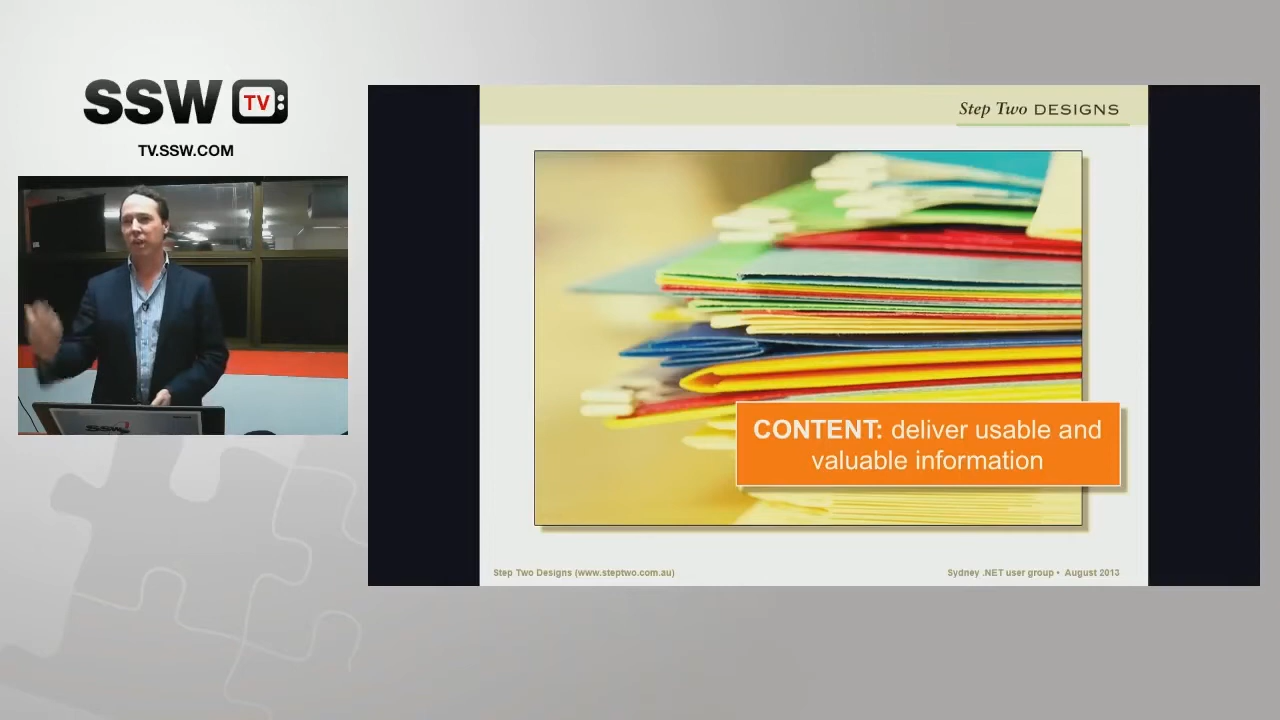 SSW TV
TV.SSW.COM
Step Two DESIGNS
CONTENT: deliver usable and
valuable information
Step Two Designs (www.steptwo.com.au)
Sydney .NET user group • August 2013
SSW